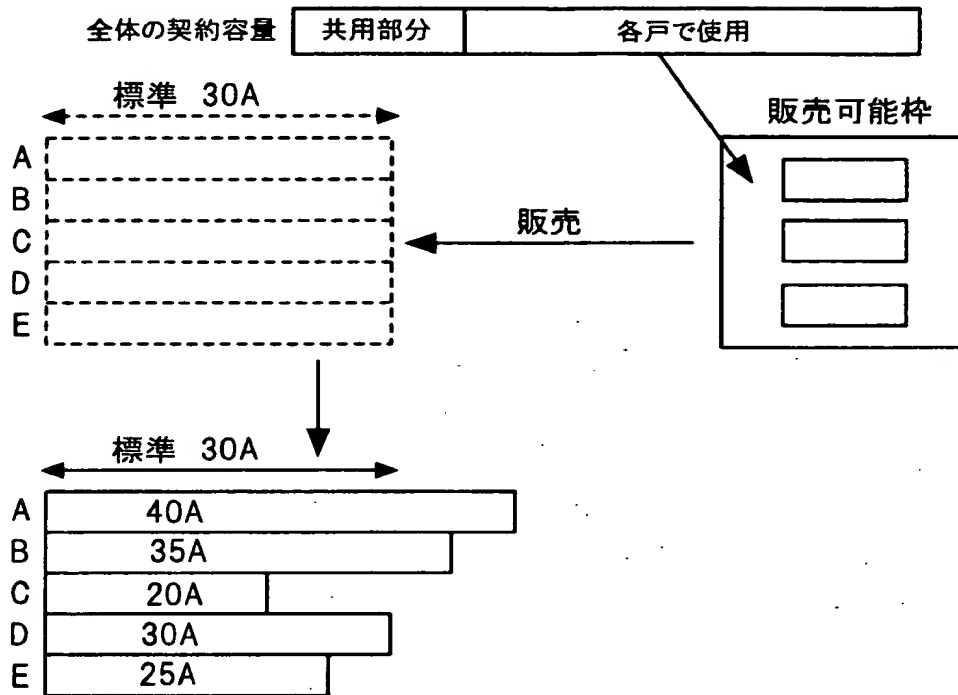 全体の契約容量 共用部分 各戸で使用
標準 30A
販売可能枠
A
B
C
D
E
販売
標準 30A
A 40A
B 35A
C 20A
D 30A
E 25A